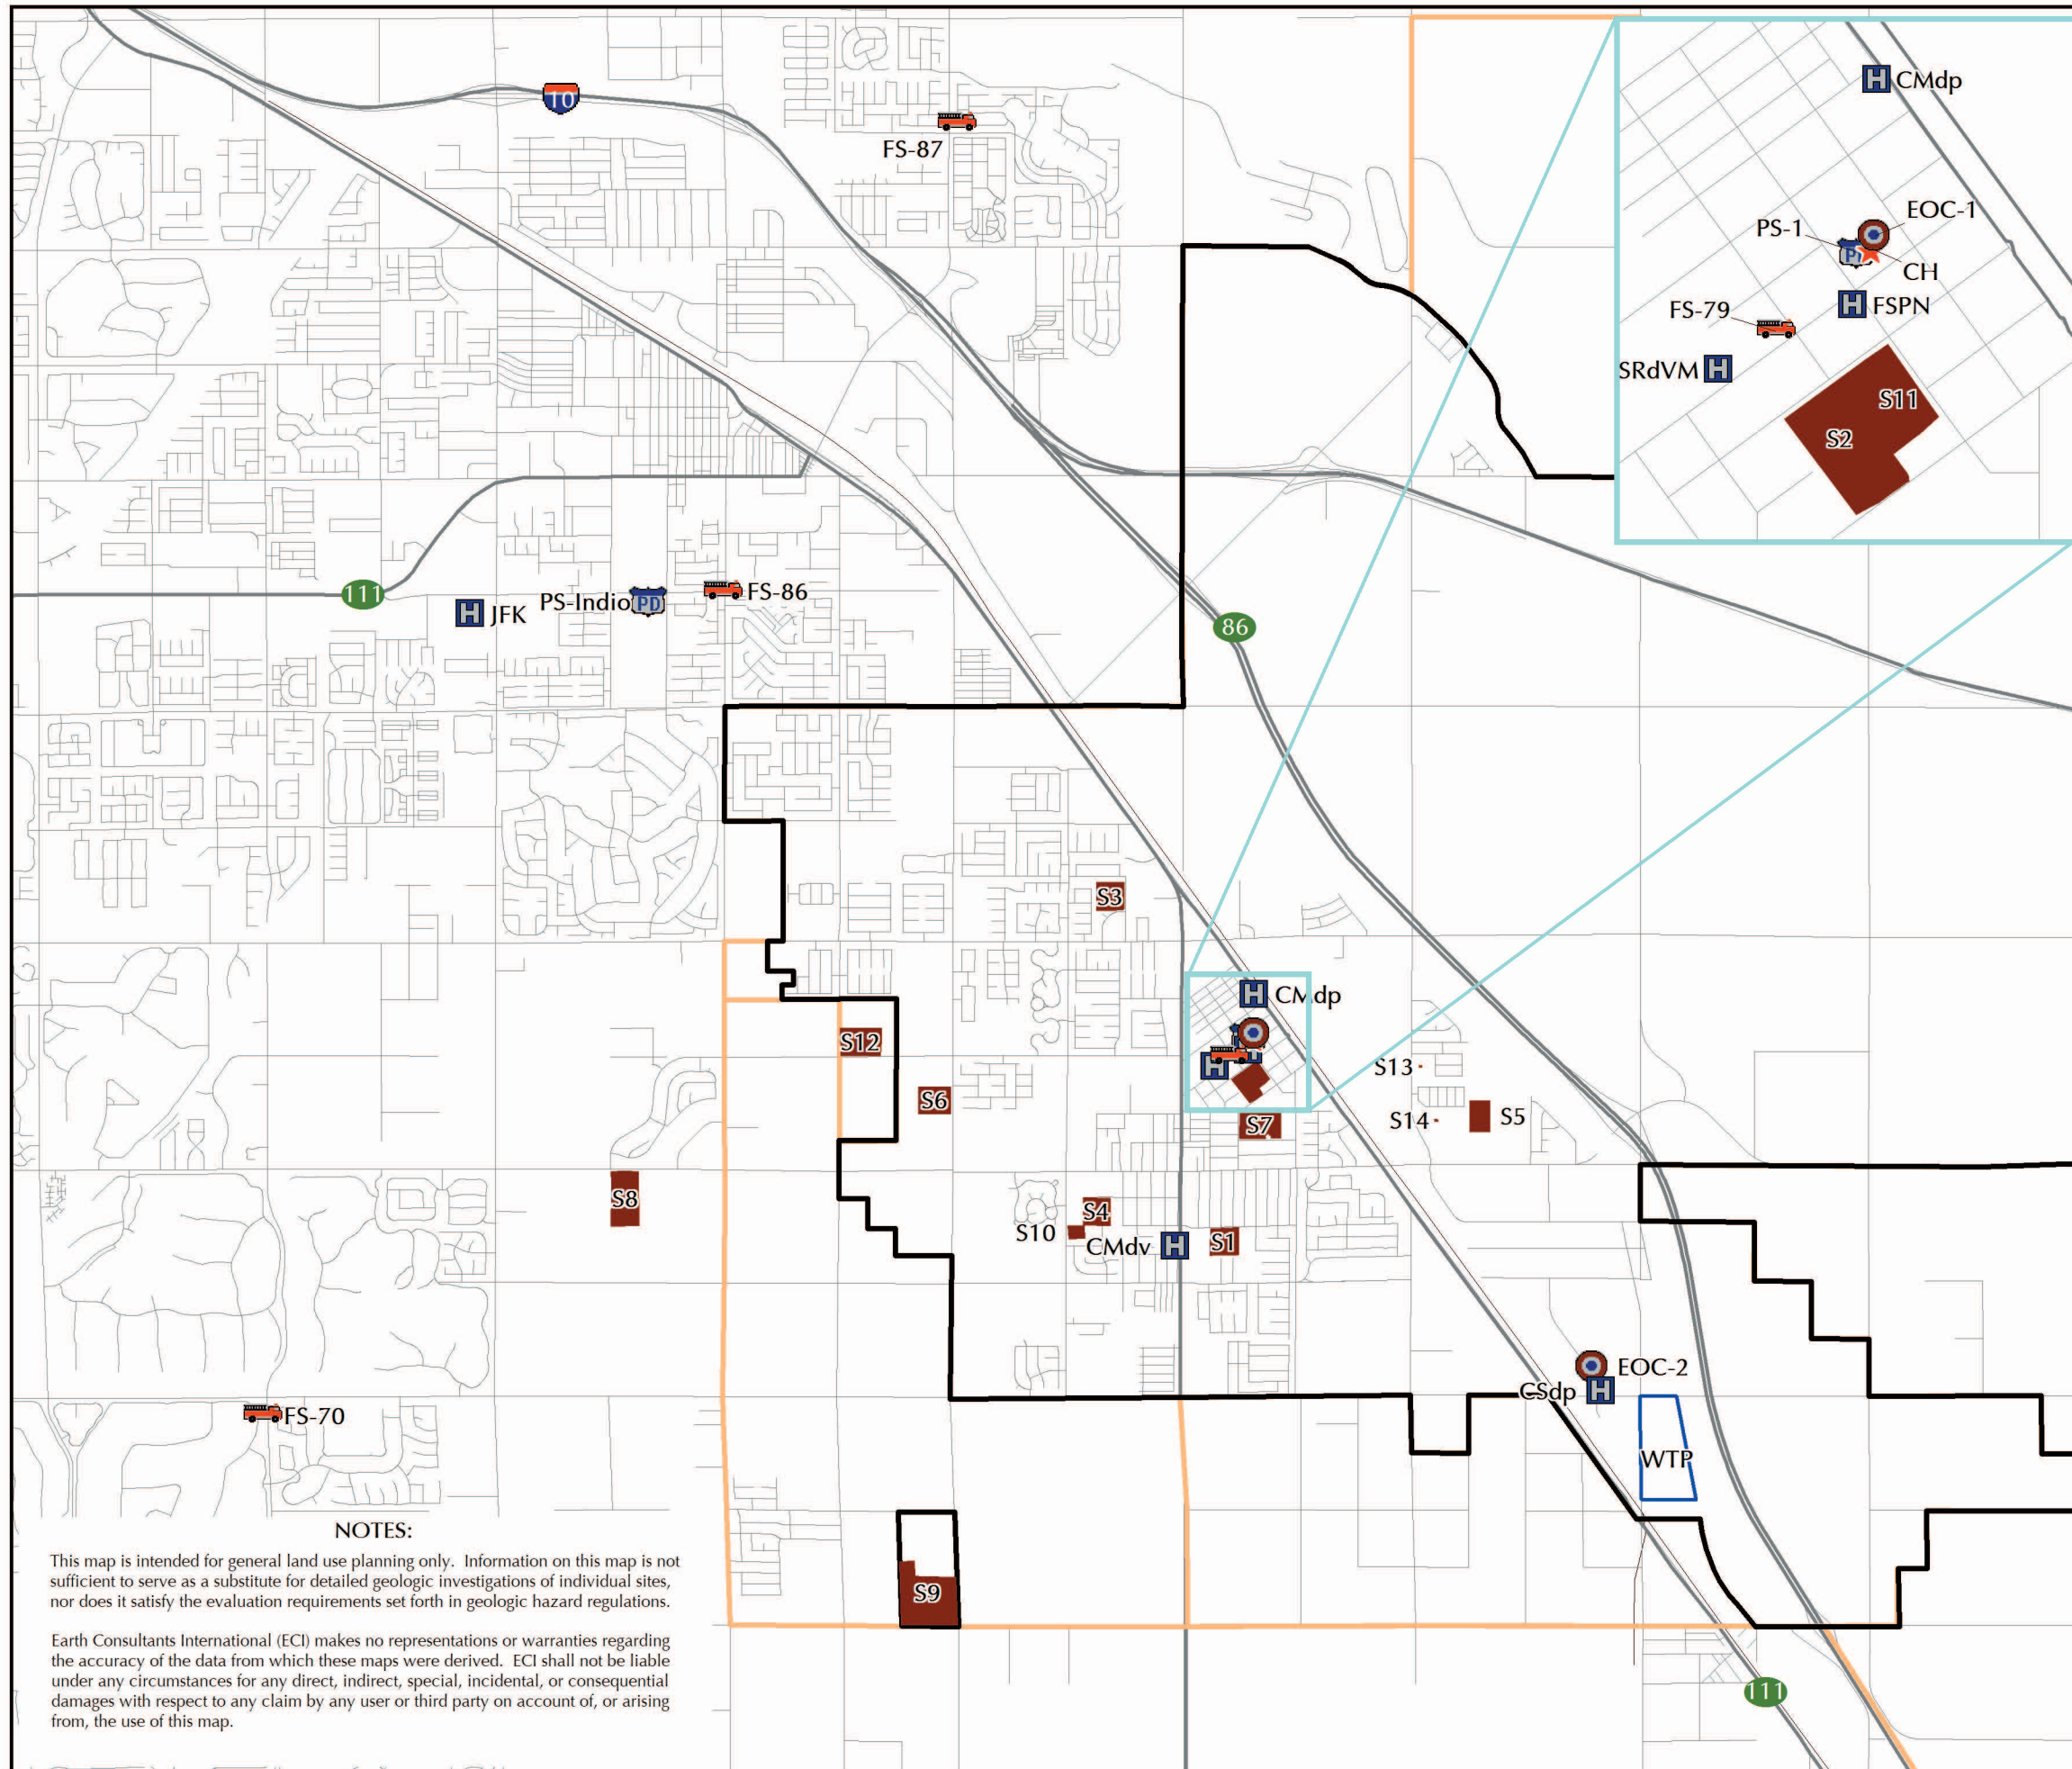 10
CMdp
FS-87
EOC-1
PS-1
PD
CH
FSPN
FS-79
SRdVM
S11
S2
111
JFK
PS-Indio
PD
FS-86
86
S3
CMdp
S12
S13
S6
S14
S5
S7
S8
S4
S10
CMdv
S1
EOC-2
CSdp
FS-70
WTP
NOTES:
This map is intended for general land use planning only. Information on this map is not
sufficient to serve as a substitute for detailed geologic investigations of individual sites,
nor does it satisfy the evaluation requirements set forth in geologic hazard regulations.
S9
Earth Consultants International (ECI) makes no representations or warranties regarding
the accuracy of the data from which these maps were derived. ECI shall not be liable
under any circumstances for any direct, indirect, special, incidental, or consequential
damages with respect to any claim by any user or third party on account of, or arising
from, the use of this map.
111